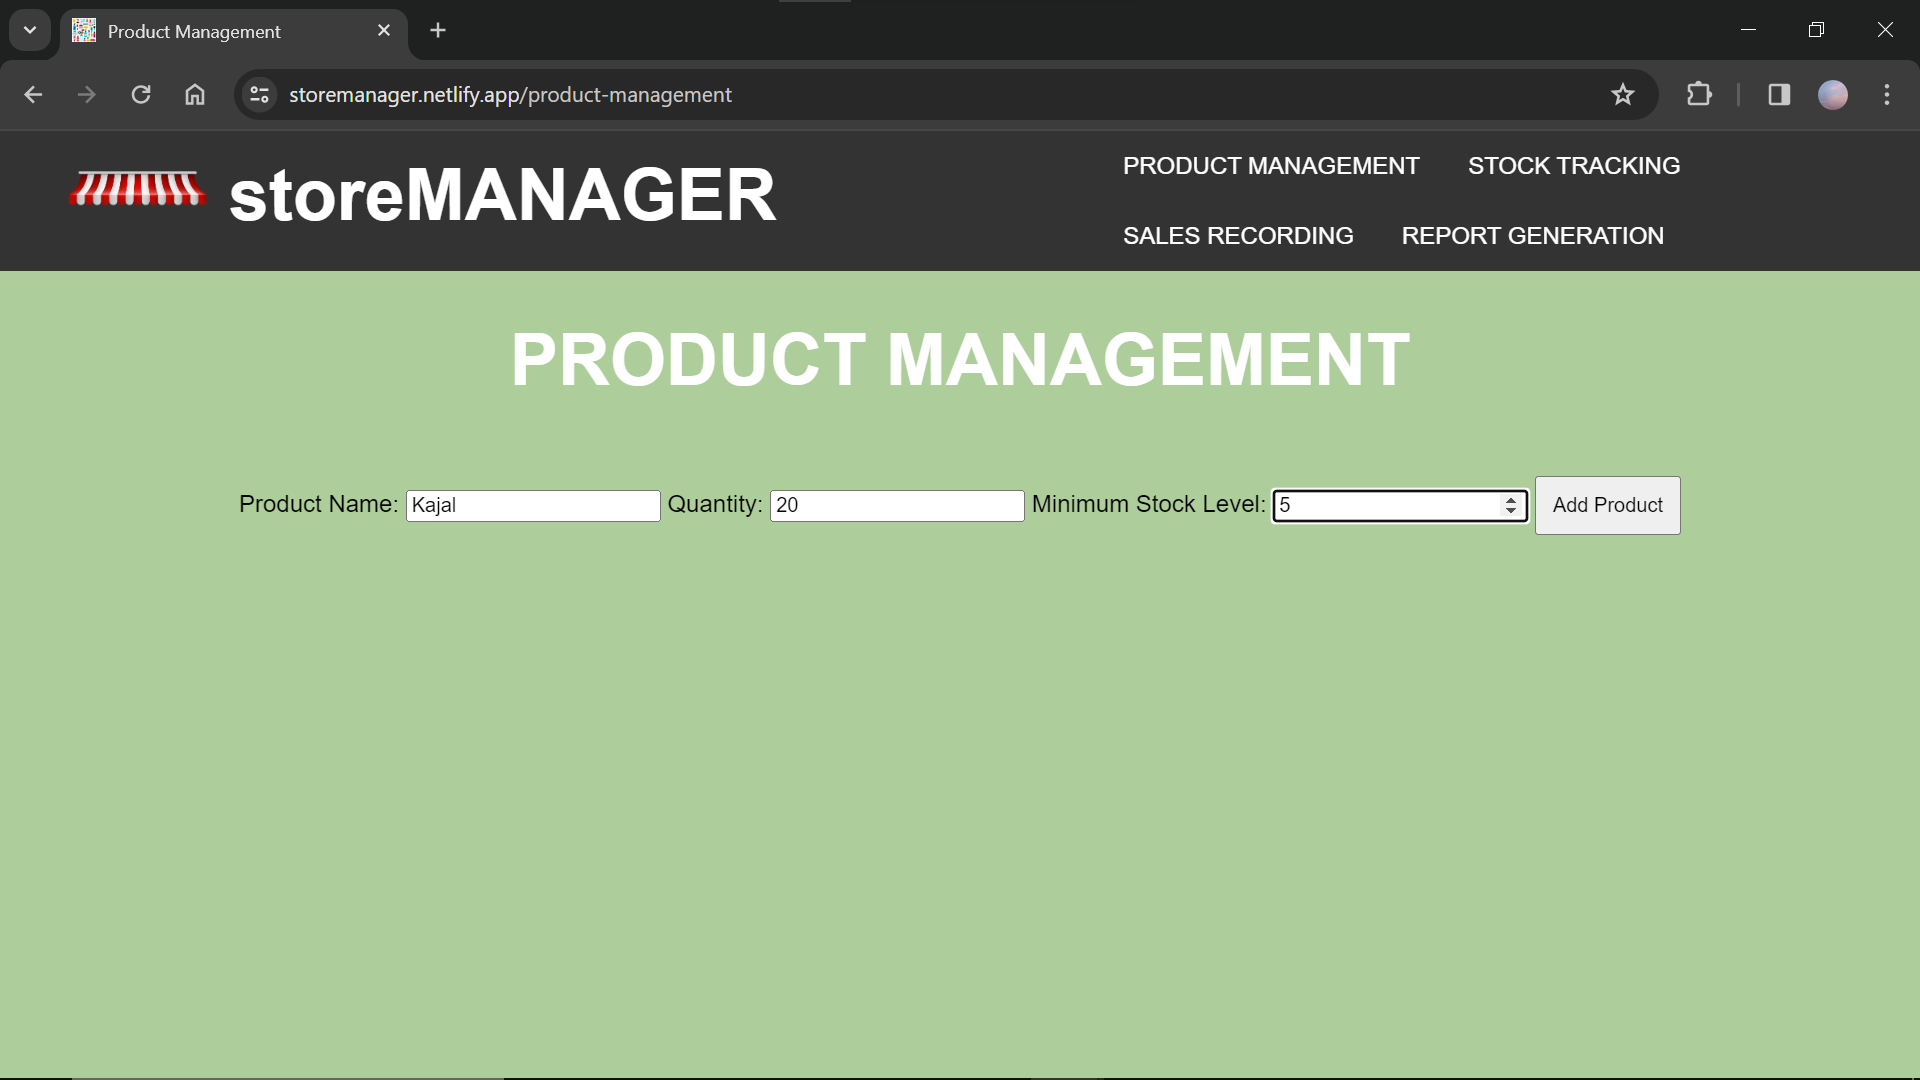 Product Management
storemanager.netlify.app/product-management
storeMANAGER
PRODUCT MANAGEMENT STOCK TRACKING
SALES RECORDING REPORT GENERATION
PRODUCT MANAGEMENT
Product Name: Kajal Quantity: 20 Minimum Stock Level: 5 Add Product